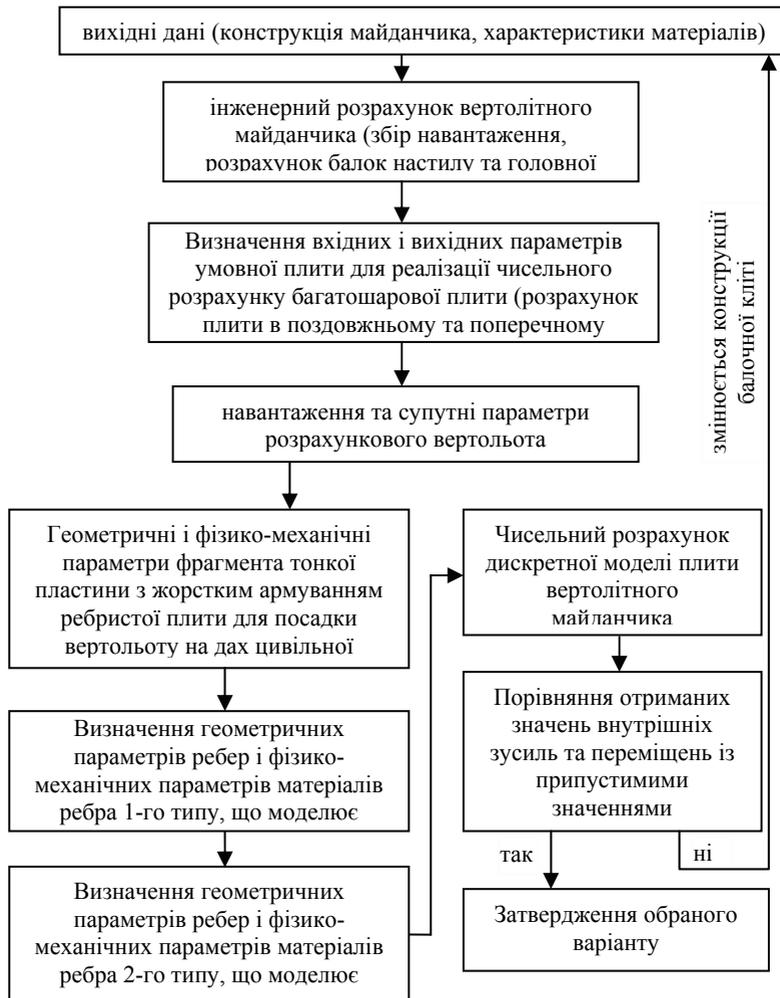 вихідні дані (конструкція майданчика, характеристики матеріалів)
інженерний розрахунок вертолітного
майданчика (збір навантаження,
розрахунок балок настилу та головної
Визначення вхідних і вихідних параметрів
умовної плити для реалізації чисельного
розрахунку багатошарової плити (розрахунок
плити в поздовжньому та поперечному
навантаження та супутні параметри
розрахункового вертольота
Геометричні і фізико-механічні
параметри фрагмента тонкої
пластини з жорстким армуванням
ребристої плити для посадки
вертольоту на дах цивільної
Визначення геометричних
параметрів ребер і фізико-
механічних параметрів матеріалів
ребра 1-го типу, що моделює
Визначення геометричних
параметрів ребер і фізико-
механічних параметрів матеріалів
ребра 2-го типу, що моделює
Чисельний розрахунок
дискретної моделі плити
вертолітного
майданчика
Порівняння отриманих
значень внутрішніх
зусиль та переміщень із
припустимими
значеннями
так
ні
Затвердження обраного
варіанту
змінюється конструкції
балочної кліті